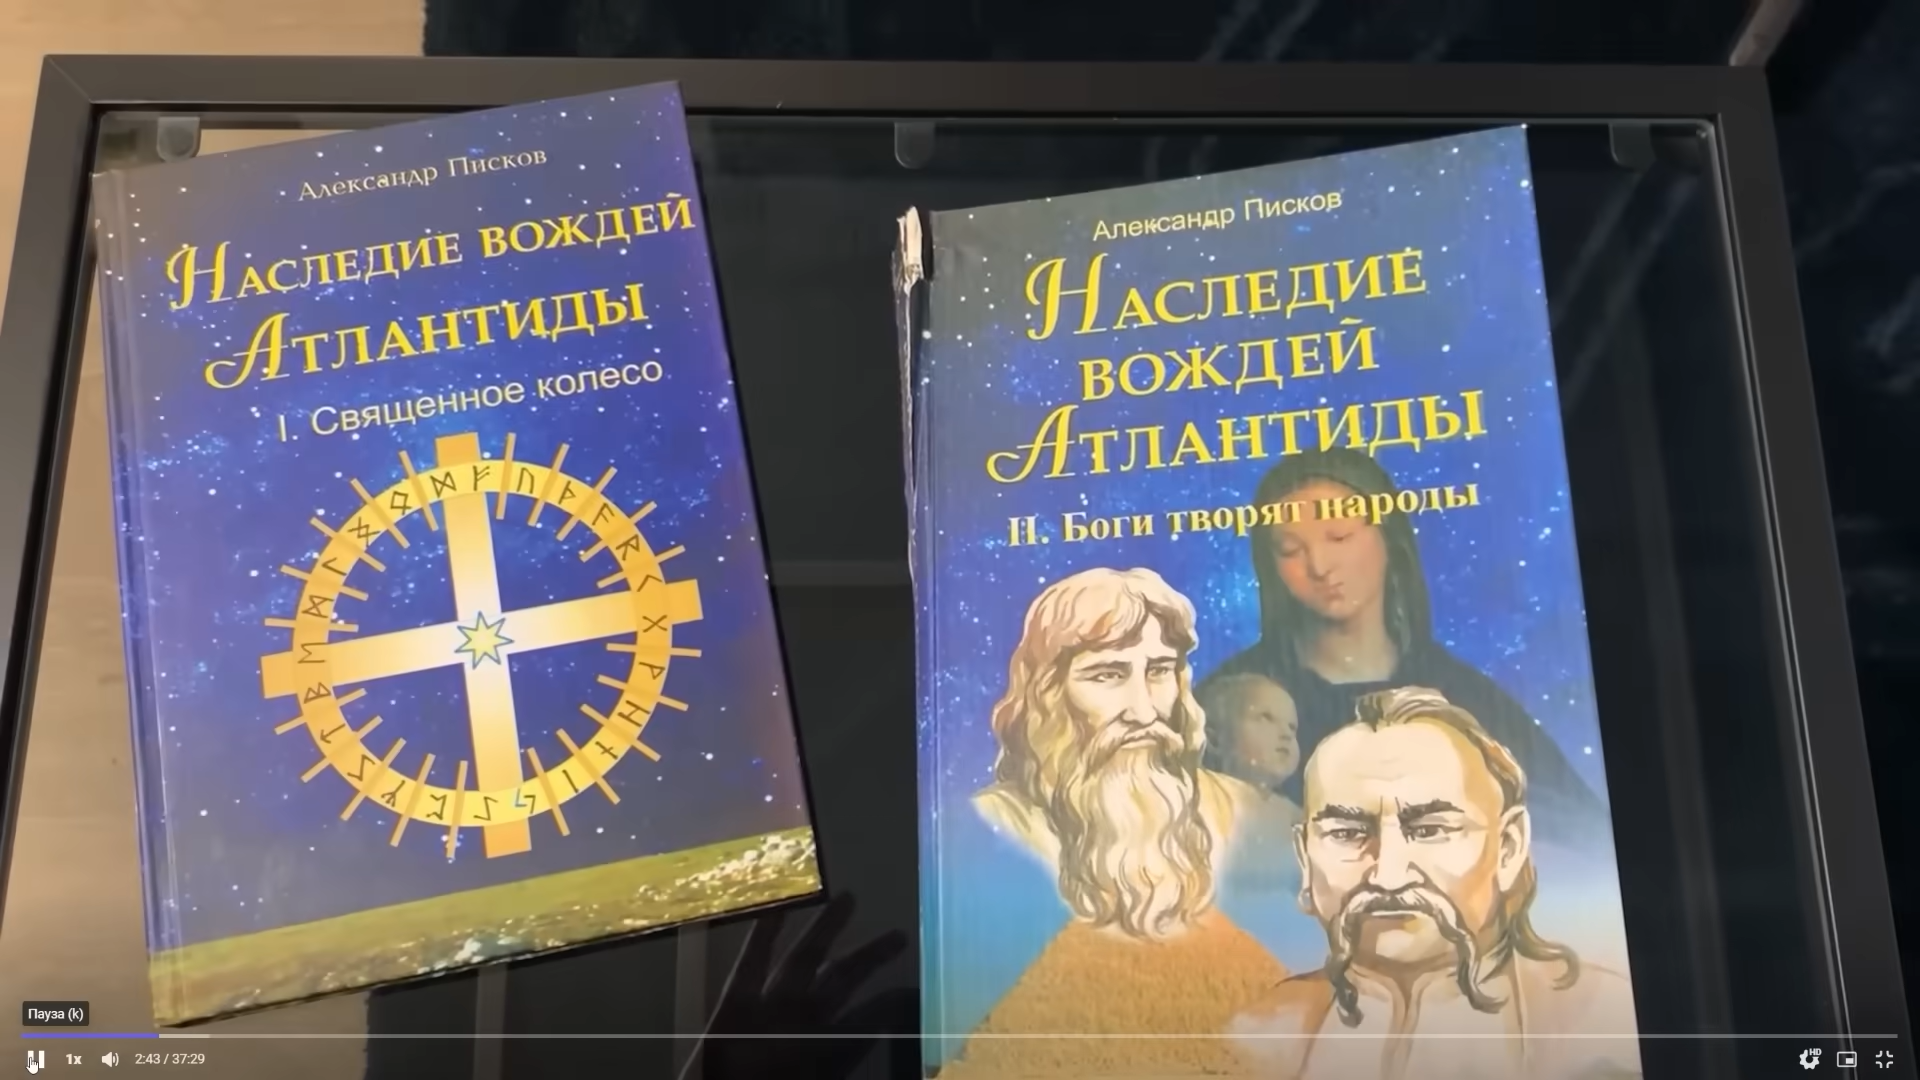 Александр Писков
НАСЛЕДИЕ ВОЖДЕЙ
АТЛАНТИДЫ
I. Священное колесо
Александр Писков
НАСЛЕДИЕ
ВОЖДЕЙ
АТЛАНТИДЫ
II. Боги творят народы
Пауза (k)
1x
2:43 / 37:29
HD